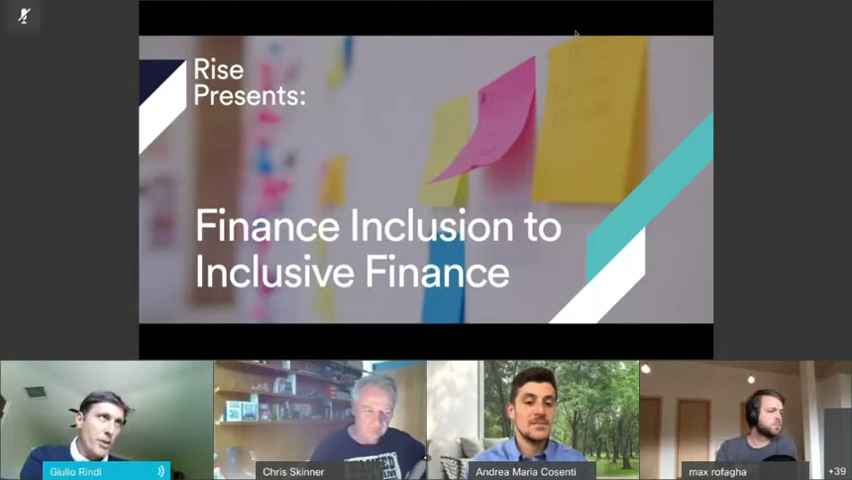 Rise
Presents:
Finance Inclusion to
Inclusive Finance
Giulio Rindi
Chris Skinner
Andrea Maria Cosenti
max rofagha
+39